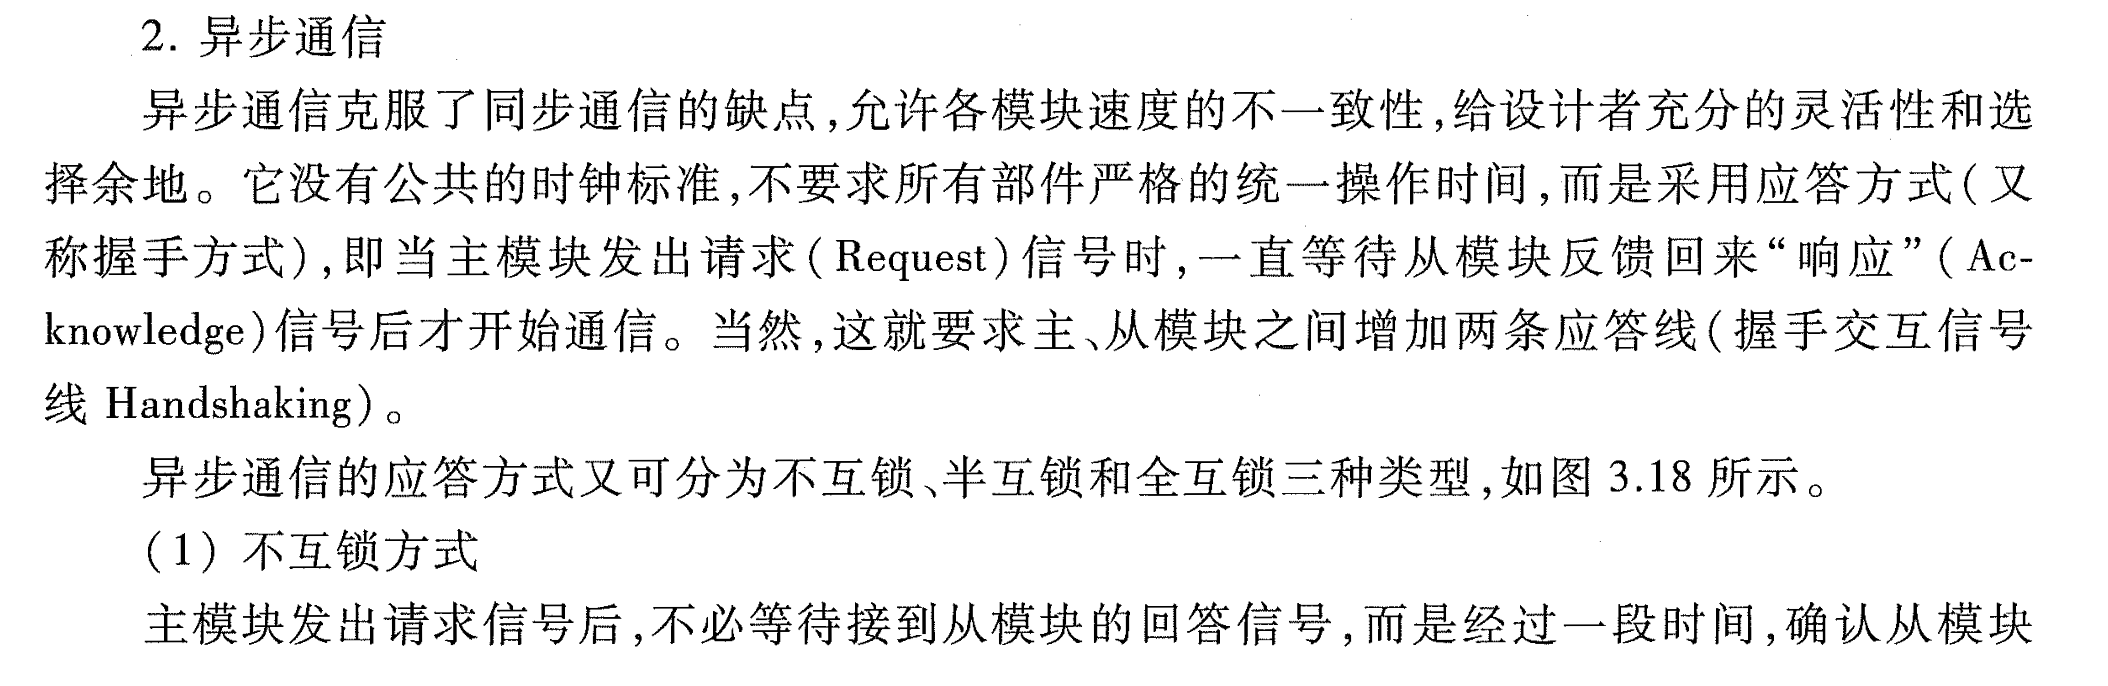 2. 异步通信
异步通信克服了同步通信的缺点,允许各模块速度的不一致性,给设计者充分的灵活性和选
择余地。它没有公共的时钟标准,不要求所有部件严格的统一操作时间,而是采用应答方式(又
称握手方式),即当主模块发出请求(Request)信号时,一直等待从模块反馈回来“响应”(Ac-
knowledge)信号后才开始通信。当然,这就要求主、从模块之间增加两条应答线(握手交互信号
线 Handshaking)。
异步通信的应答方式又可分为不互锁、半互锁和全互锁三种类型,如图 3.18 所示。
(1) 不互锁方式
主模块发出请求信号后,不必等待接到从模块的回答信号,而是经过一段时间,确认从模块